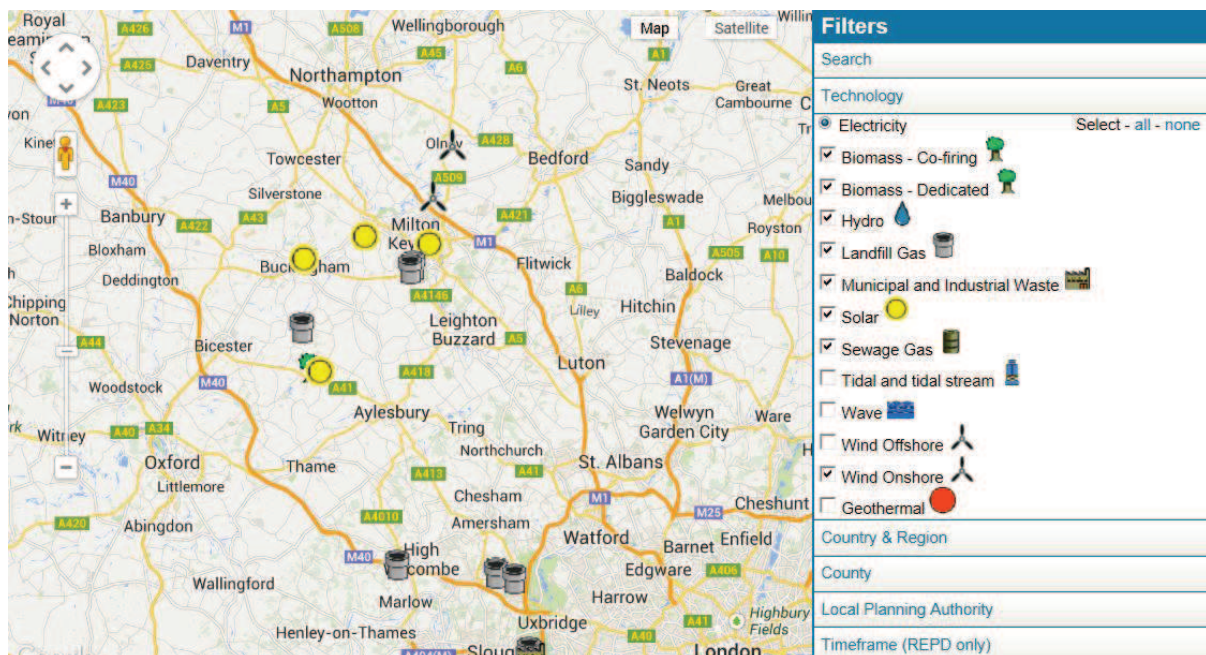 Royal
A426
A425
M1
A508
Wellingborough
Map
Satellite
Daventry
A45
A6
A1
St. Neots
Northampton
Great
Cambourne
A423
A5
Wootton
A428
Olney
Bedford
Sandy
Towcester
A509
M40
Silverstone
Biggleswade
Banbury
A422
A43
A421
A1
Milton
Royston
Bloxham
Buckingham
M1
Flitwick
A505
A10
Deddington
Baldock
A4146
A6
Hitchin
Chipping
Norton
Lilley
Leighton
Buzzard
A5
Stevenage
A44
Bicester
Luton
M40
A418
A1(M)
Woodstock
A41
Aylesbury
Welwyn
Garden City
Ware
Witney
A40
A34
Tring
Oxford
Thame
Northchurch
A41
St. Albans
Littlemore
A413
M1
Chesham
Cheshunt
M25
A420
Abingdon
A4010
Amersham
Watford
Barnet
Enfield
M40
High
Wallingford
Edgware
A406
Marlow
Harrow
Highbury
Fields
Henley-on-Thames
Uxbridge
A41
A40
London
Filters
Search
Technology
Electricity
Select - all - none
Biomass - Co-firing
Biomass - Dedicated
Hydro
Landfill Gas
Municipal and Industrial Waste
Solar
Sewage Gas
Tidal and tidal stream
Wave
Wind Offshore
Wind Onshore
Geothermal
Country & Region
County
Local Planning Authority
Timeframe (REPD only)